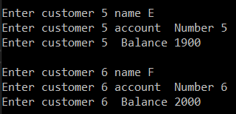 Enter customer 5 name E
Enter customer 5 account  Number 5
Enter customer 5  Balance 1900

Enter customer 6 name F
Enter customer 6 account  Number 6
Enter customer 6  Balance 2000